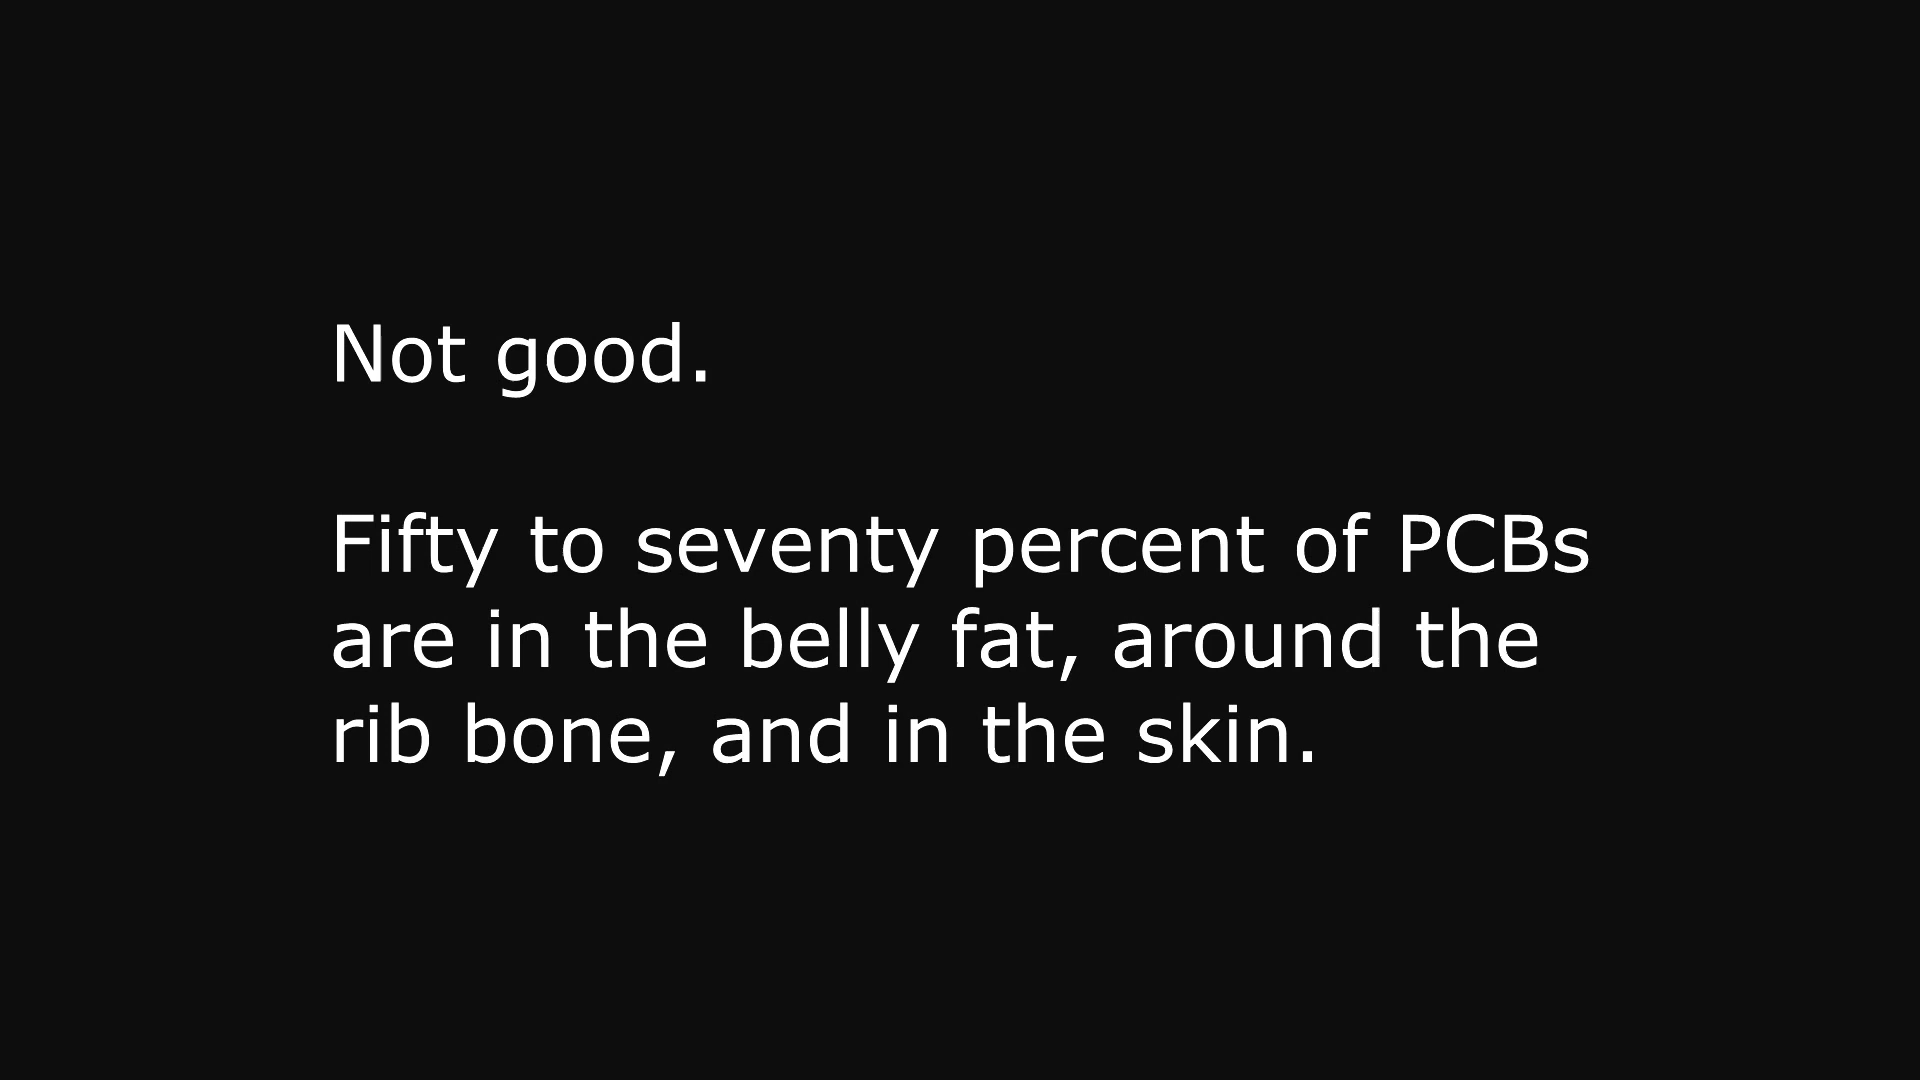 Not good.
Fifty to seventy percent of PCBs
are in the belly fat, around the
rib bone, and in the skin.